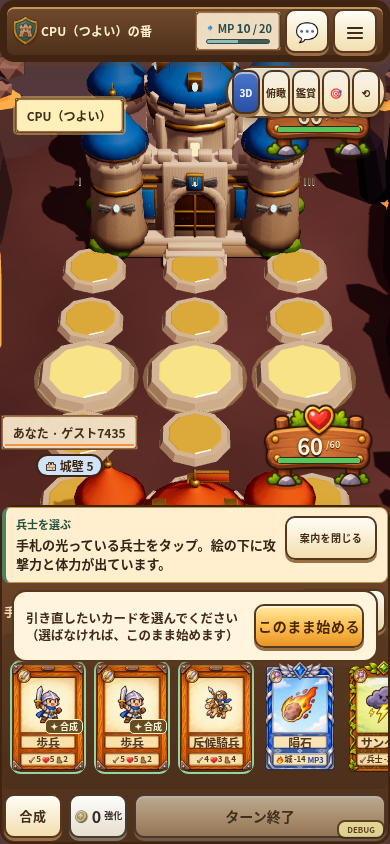 CPU（つよい）の番
MP 10 / 20
3D
俯瞰
鑑賞
CPU（つよい）
あなた・ゲスト7435
60 /60
城壁 5
兵士を選ぶ
手札の光っている兵士をタップ。絵の下に攻
撃力と体力が出ています。
案内を閉じる
引き直したいカードを選んでください
（選ばなければ、このまま始めます）
このまま始める
合成
合成
歩兵
歩兵
斥候騎兵
隕石
5 5 2
5 5 2
4 3 4
城 -14 MP3
合成
0 強化
ターン終了
DEBUG